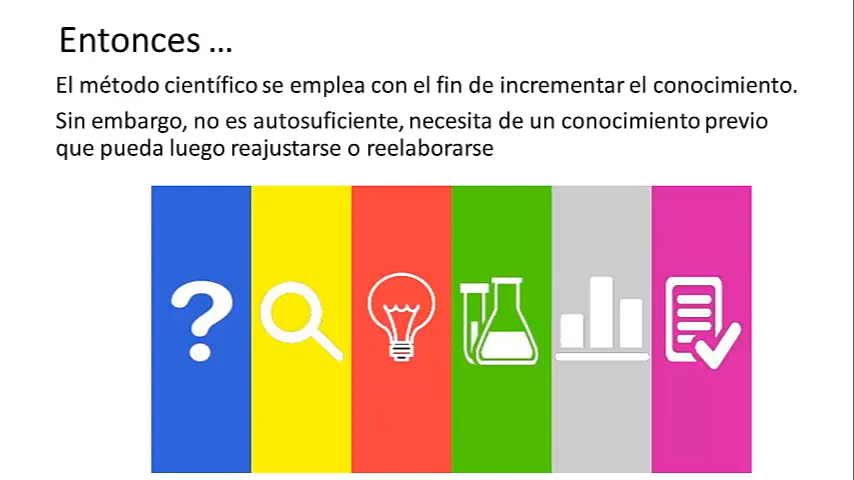 Entonces ...
El método científico se emplea con el fin de incrementar el conocimiento.
Sin embargo, no es autosuficiente, necesita de un conocimiento previo
que pueda luego reajustarse o reelaborarse
?